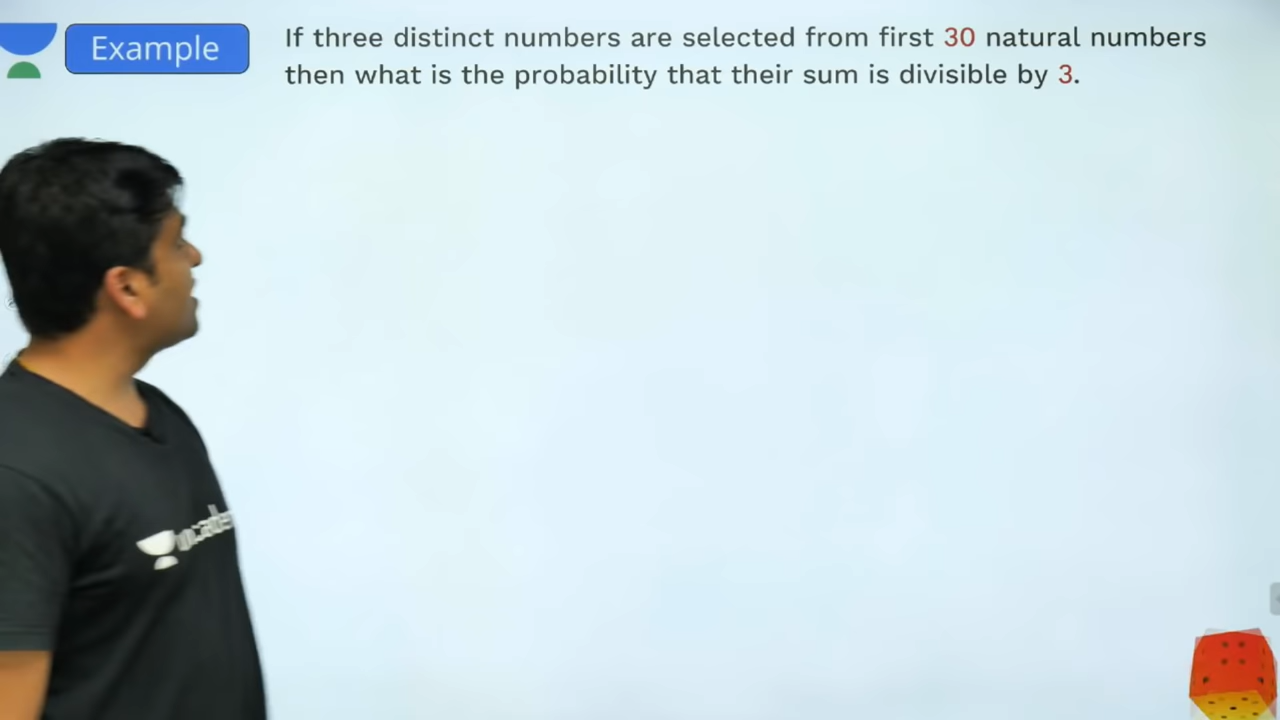 Example
If three distinct numbers are selected from first 30 natural numbers
then what is the probability that their sum is divisible by 3.